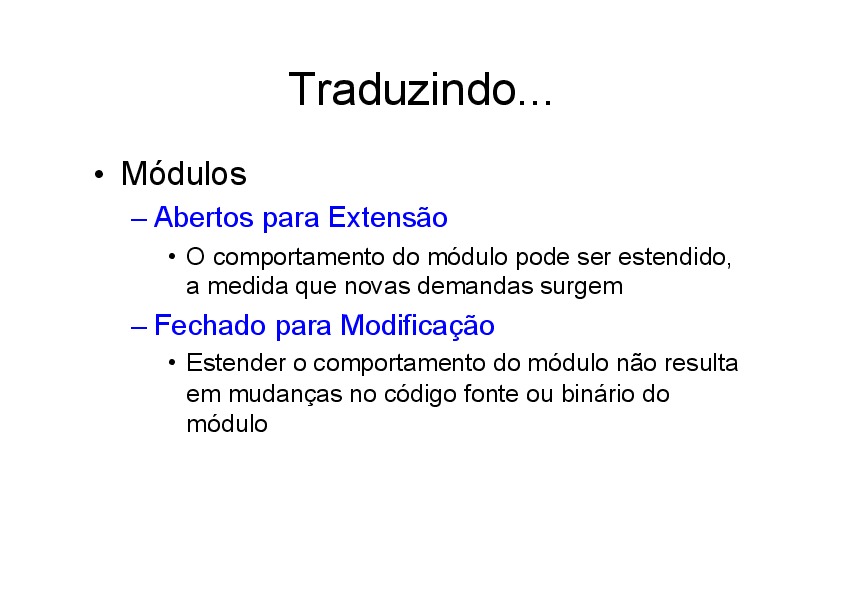 Traduzindo...
• Módulos
– Abertos para Extensão
• O comportamento do módulo pode ser estendido,
a medida que novas demandas surgem
– Fechado para Modificação
• Estender o comportamento do módulo não resulta
em mudanças no código fonte ou binário do
módulo